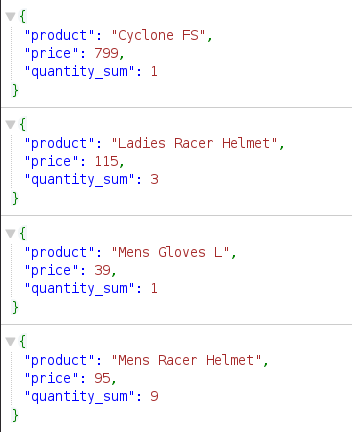 {
"product": "Cyclone FS",
"price": 799,
"quantity_sum": 1
}
{
"product": "Ladies Racer Helmet",
"price": 115,
"quantity_sum": 3
}
{
"product": "Mens Gloves L",
"price": 39,
"quantity_sum": 1
}
{
"product": "Mens Racer Helmet",
"price": 95,
"quantity_sum": 9
}